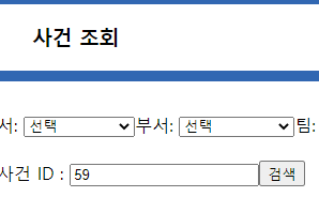 사건 조회
서: 선택 부서: 선택 팀:
사건 ID : 59 검색